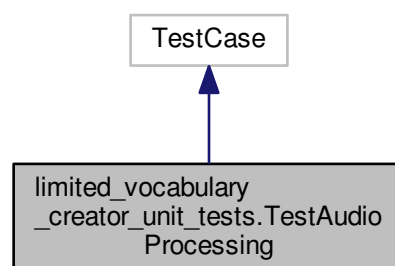 TestCase
limited_vocabulary
_creator_unit_tests.TestAudio
Processing